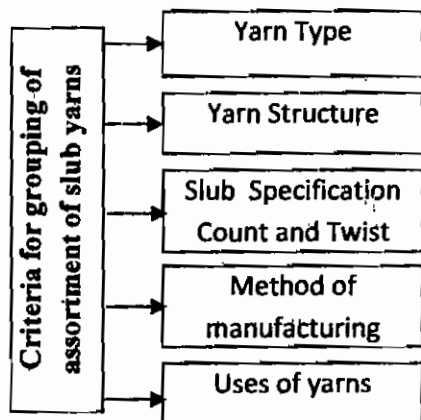 Criteria for grouping of
assortment of slub yarns
Yarn Type
Yarn Structure
Slub Specification
Count and Twist
Method of
manufacturing
Uses of yarns